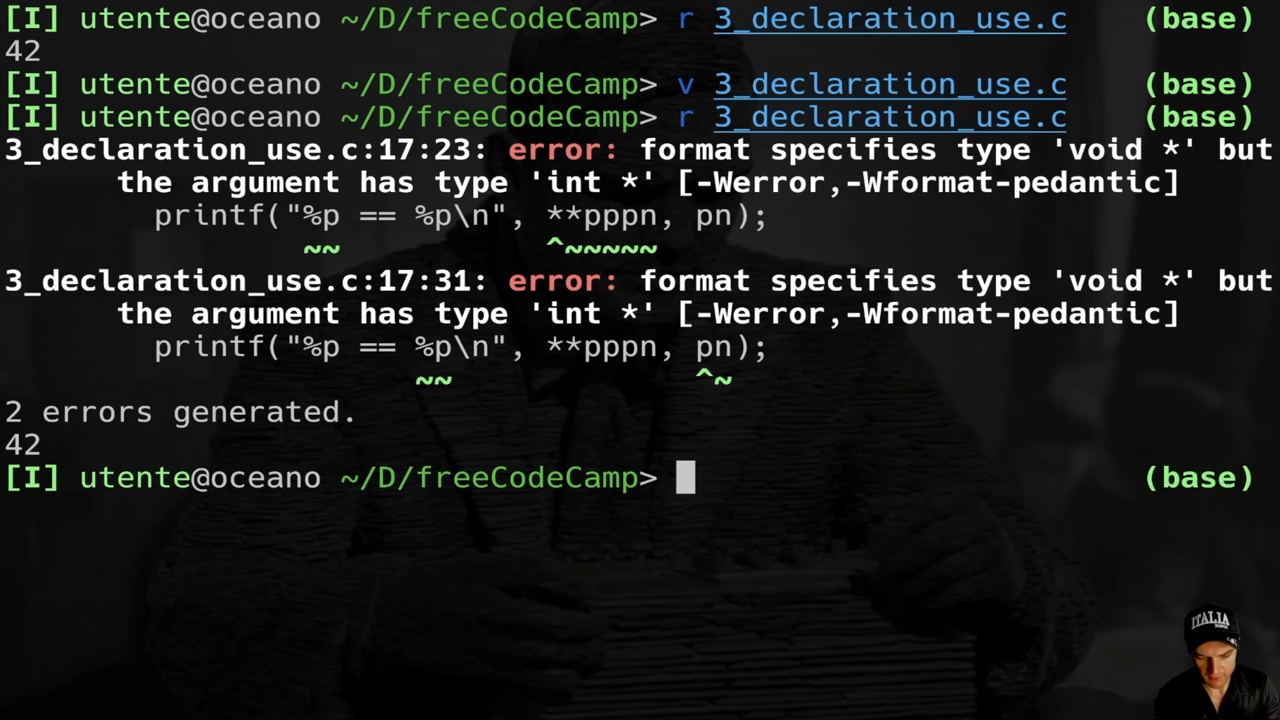 [I] utente@oceano ~/D/freeCodeCamp> r 3_declaration_use.c (base)
42
[I] utente@oceano ~/D/freeCodeCamp> v 3_declaration_use.c (base)
[I] utente@oceano ~/D/freeCodeCamp> r 3_declaration_use.c (base)
3_declaration_use.c:17:23: error: format specifies type 'void *' but
the argument has type 'int *' [-Werror,-Wformat-pedantic]
printf("%p == %p\n", **pppn, pn);
~~ ^~~~~~
3_declaration_use.c:17:31: error: format specifies type 'void *' but
the argument has type 'int *' [-Werror,-Wformat-pedantic]
printf("%p == %p\n", **pppn, pn);
~~ ^~
2 errors generated.
42
[I] utente@oceano ~/D/freeCodeCamp> (base)
ITALIA